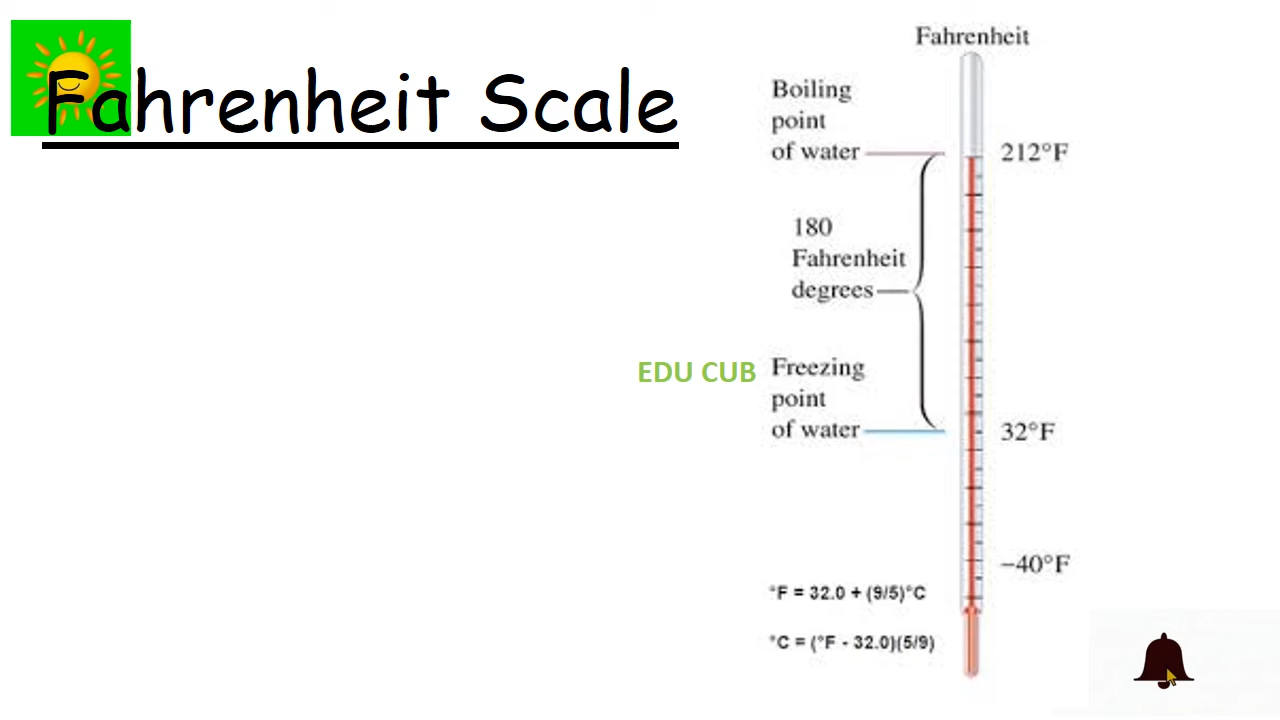 Fahrenheit Scale
Fahrenheit
Boiling
point
of water
212°F
180
Fahrenheit
degrees
EDU CUB
Freezing
point
of water
32°F
−40°F
°F = 32.0 + (9/5)°C
°C = (°F - 32.0)(5/9)